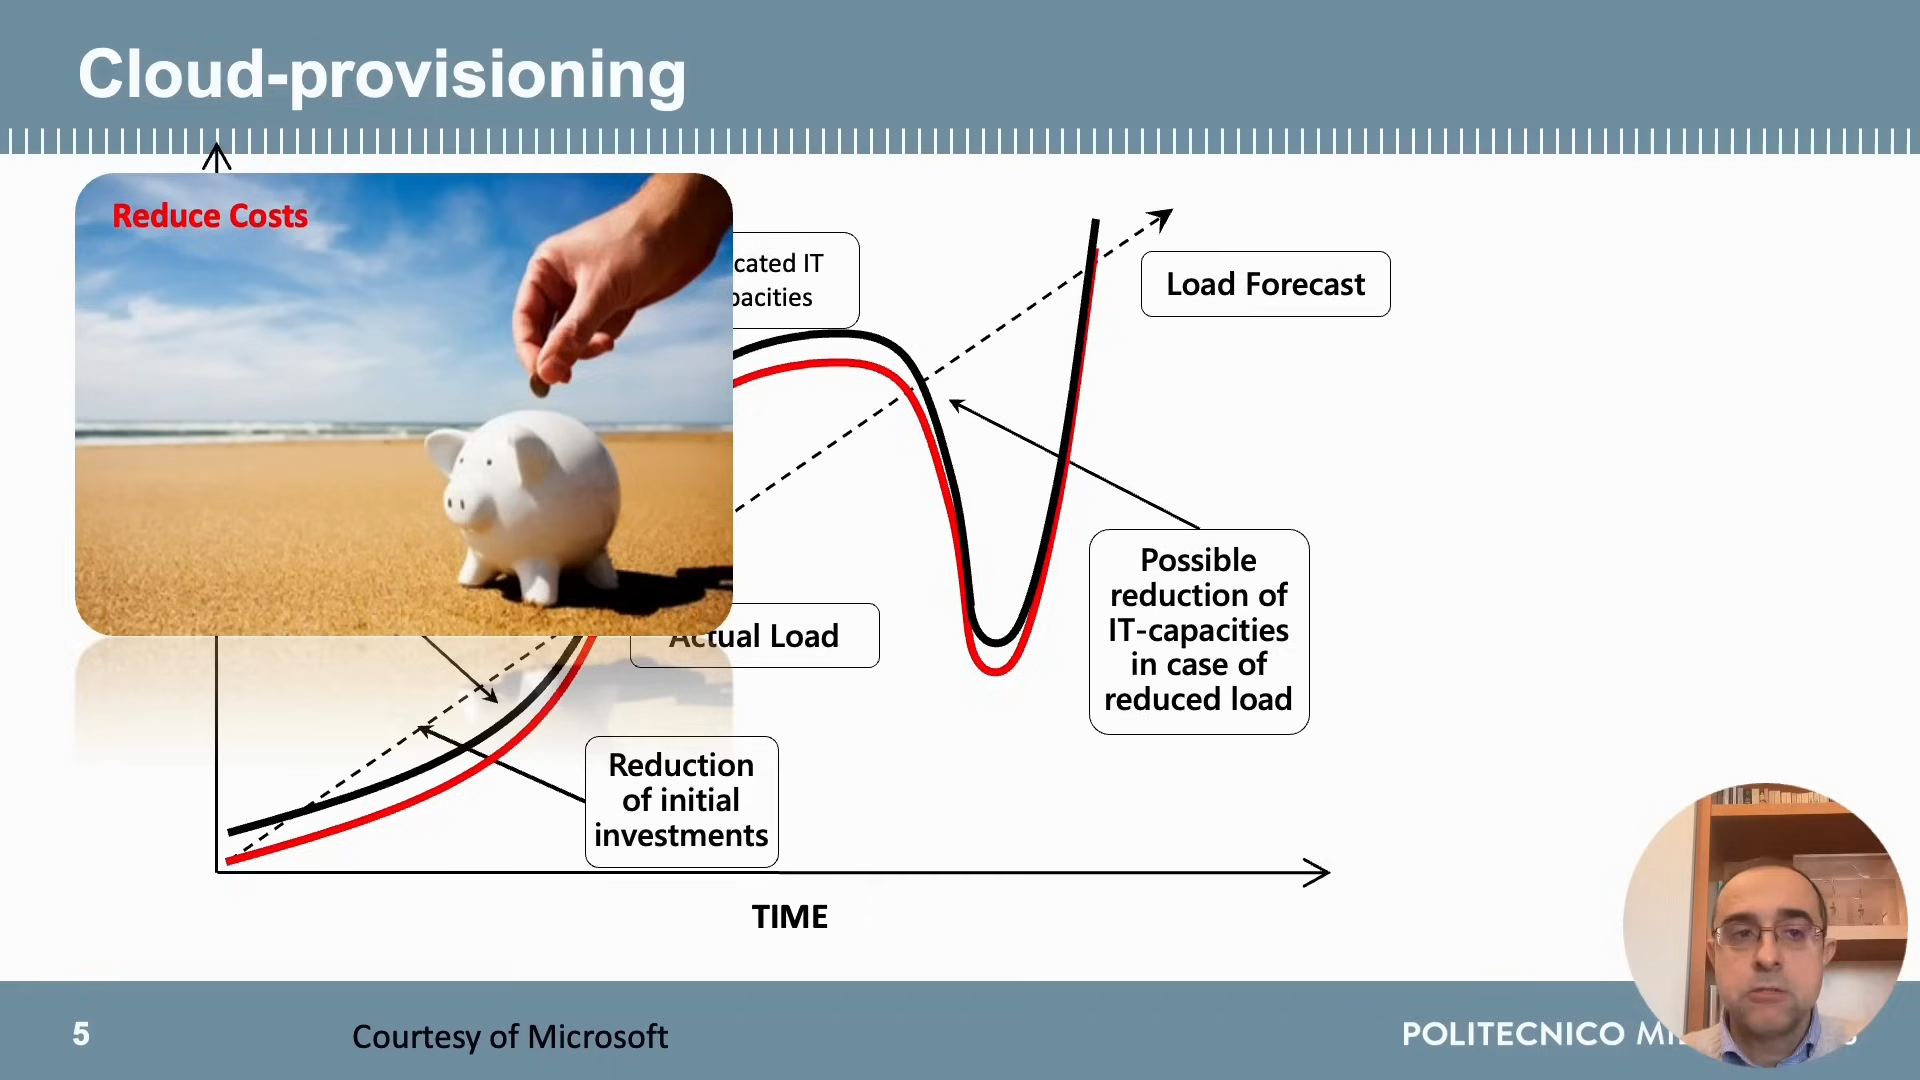 Cloud-provisioning
Reduce Costs
cated IT
pacities
Load Forecast
Actual Load
Possible
reduction of
IT-capacities
in case of
reduced load
Reduction
of initial
investments
TIME
5
Courtesy of Microsoft
POLITECNICO